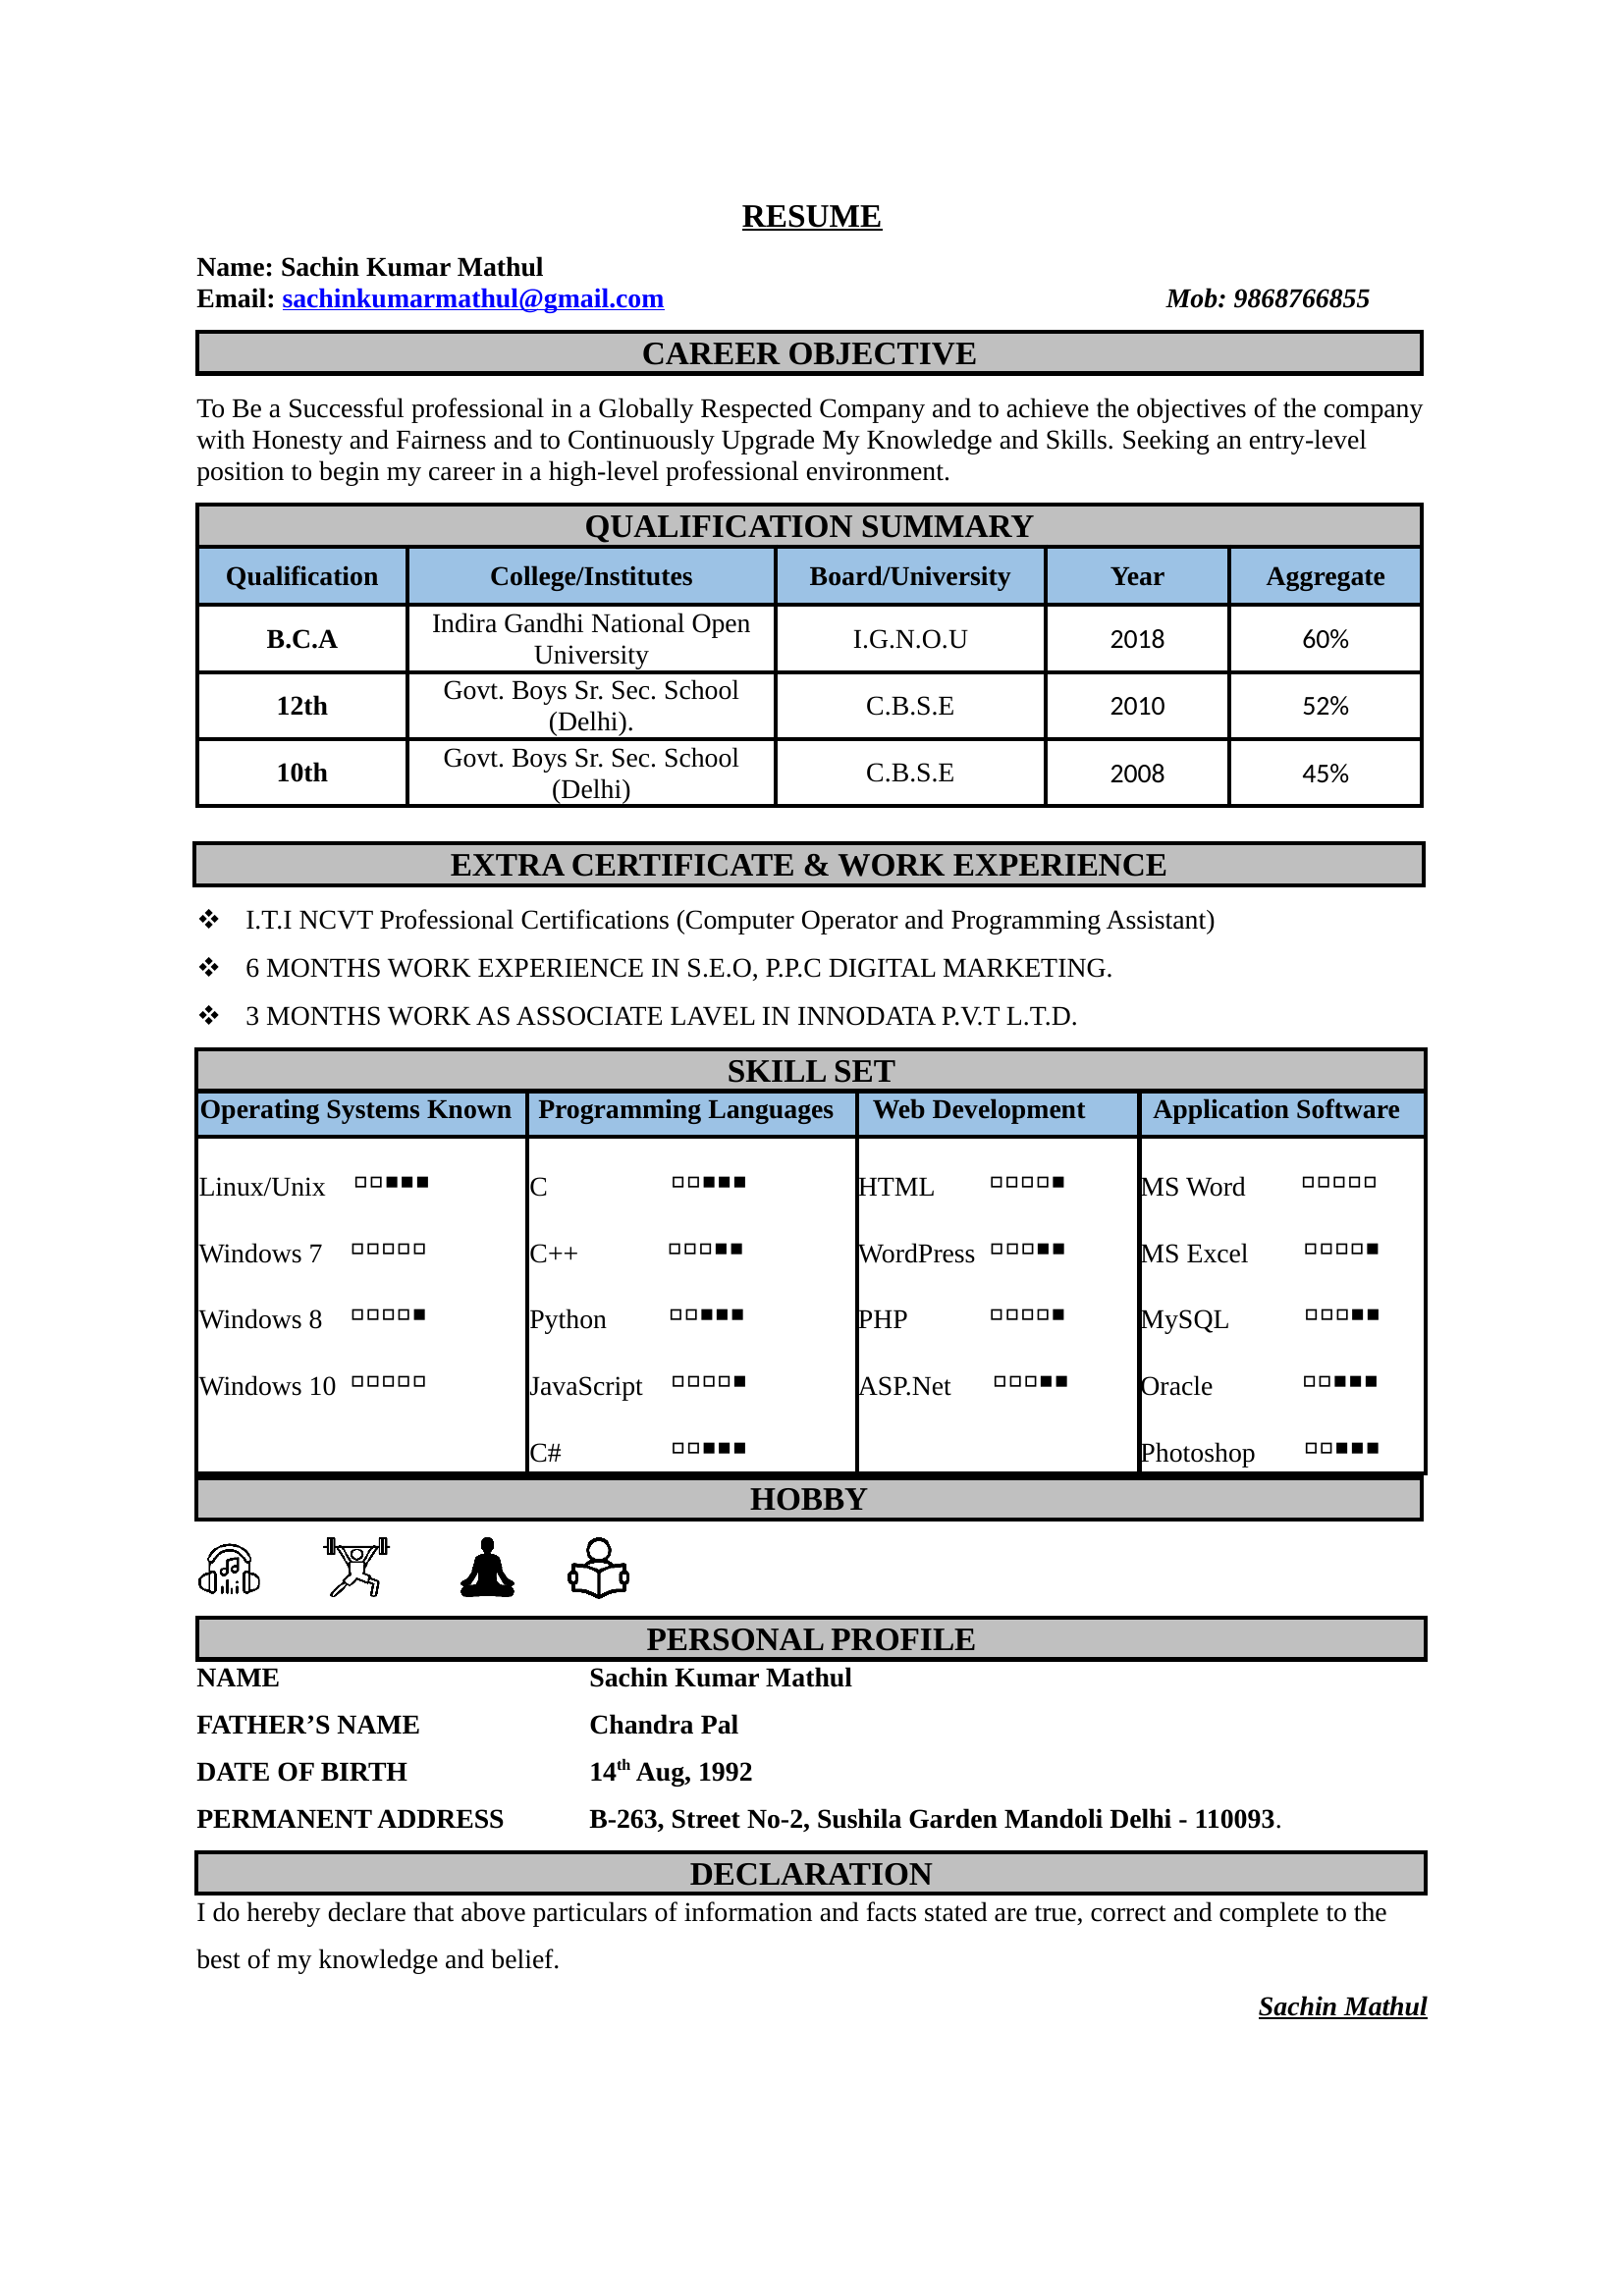 RESUME
Name: Sachin Kumar Mathul
Email: sachinkumarmathul@gmail.com Mob: 9868766855
CAREER OBJECTIVE
To Be a Successful professional in a Globally Respected Company and to achieve the objectives of the company
with Honesty and Fairness and to Continuously Upgrade My Knowledge and Skills. Seeking an entry-level
position to begin my career in a high-level professional environment.
QUALIFICATION SUMMARY
Qualification College/Institutes Board/University Year Aggregate
B.C.A Indira Gandhi National Open University I.G.N.O.U 2018 60%
12th Govt. Boys Sr. Sec. School (Delhi). C.B.S.E 2010 52%
10th Govt. Boys Sr. Sec. School (Delhi) C.B.S.E 2008 45%
EXTRA CERTIFICATE & WORK EXPERIENCE
❖ I.T.I NCVT Professional Certifications (Computer Operator and Programming Assistant)
❖ 6 MONTHS WORK EXPERIENCE IN S.E.O, P.P.C DIGITAL MARKETING.
❖ 3 MONTHS WORK AS ASSOCIATE LAVEL IN INNODATA P.V.T L.T.D.
SKILL SET
Operating Systems Known Programming Languages Web Development Application Software
Linux/Unix □□■■■ C □□■■■ HTML □□□□■ MS Word □□□□□
Windows 7 □□□□□ C++ □□□■■ WordPress □□□■■ MS Excel □□□□■
Windows 8 □□□□■ Python □□■■■ PHP □□□□■ MySQL □□□■■
Windows 10 □□□□□ JavaScript □□□□■ ASP.Net □□□■■ Oracle □□■■■
C# □□■■■ Photoshop □□■■■
HOBBY
PERSONAL PROFILE
NAME Sachin Kumar Mathul
FATHER’S NAME Chandra Pal
DATE OF BIRTH 14th Aug, 1992
PERMANENT ADDRESS B-263, Street No-2, Sushila Garden Mandoli Delhi - 110093.
DECLARATION
I do hereby declare that above particulars of information and facts stated are true, correct and complete to the
best of my knowledge and belief.
Sachin Mathul